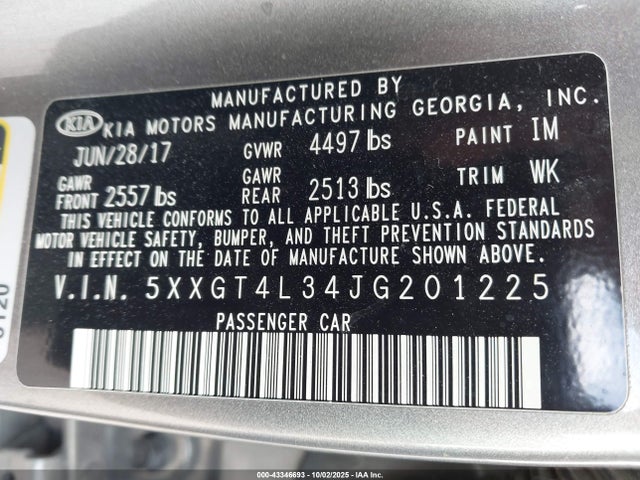 MANUFACTURED BY
KIA KIA MOTORS MANUFACTURING GEORGIA, INC.
JUN/28/17 GVWR 4497 lbs PAINT IM
GAWR FRONT 2557 lbs GAWR REAR 2513 lbs TRIM WK
THIS VEHICLE CONFORMS TO ALL APPLICABLE U.S.A. FEDERAL
MOTOR VEHICLE SAFETY, BUMPER, AND THEFT PREVENTION STANDARDS
IN EFFECT ON THE DATE OF MANUFACTURE SHOWN ABOVE.
V.I.N. 5XXGT4L34JG201225
PASSENGER CAR
000-43346693 - 10/02/2025 - IAA Inc.